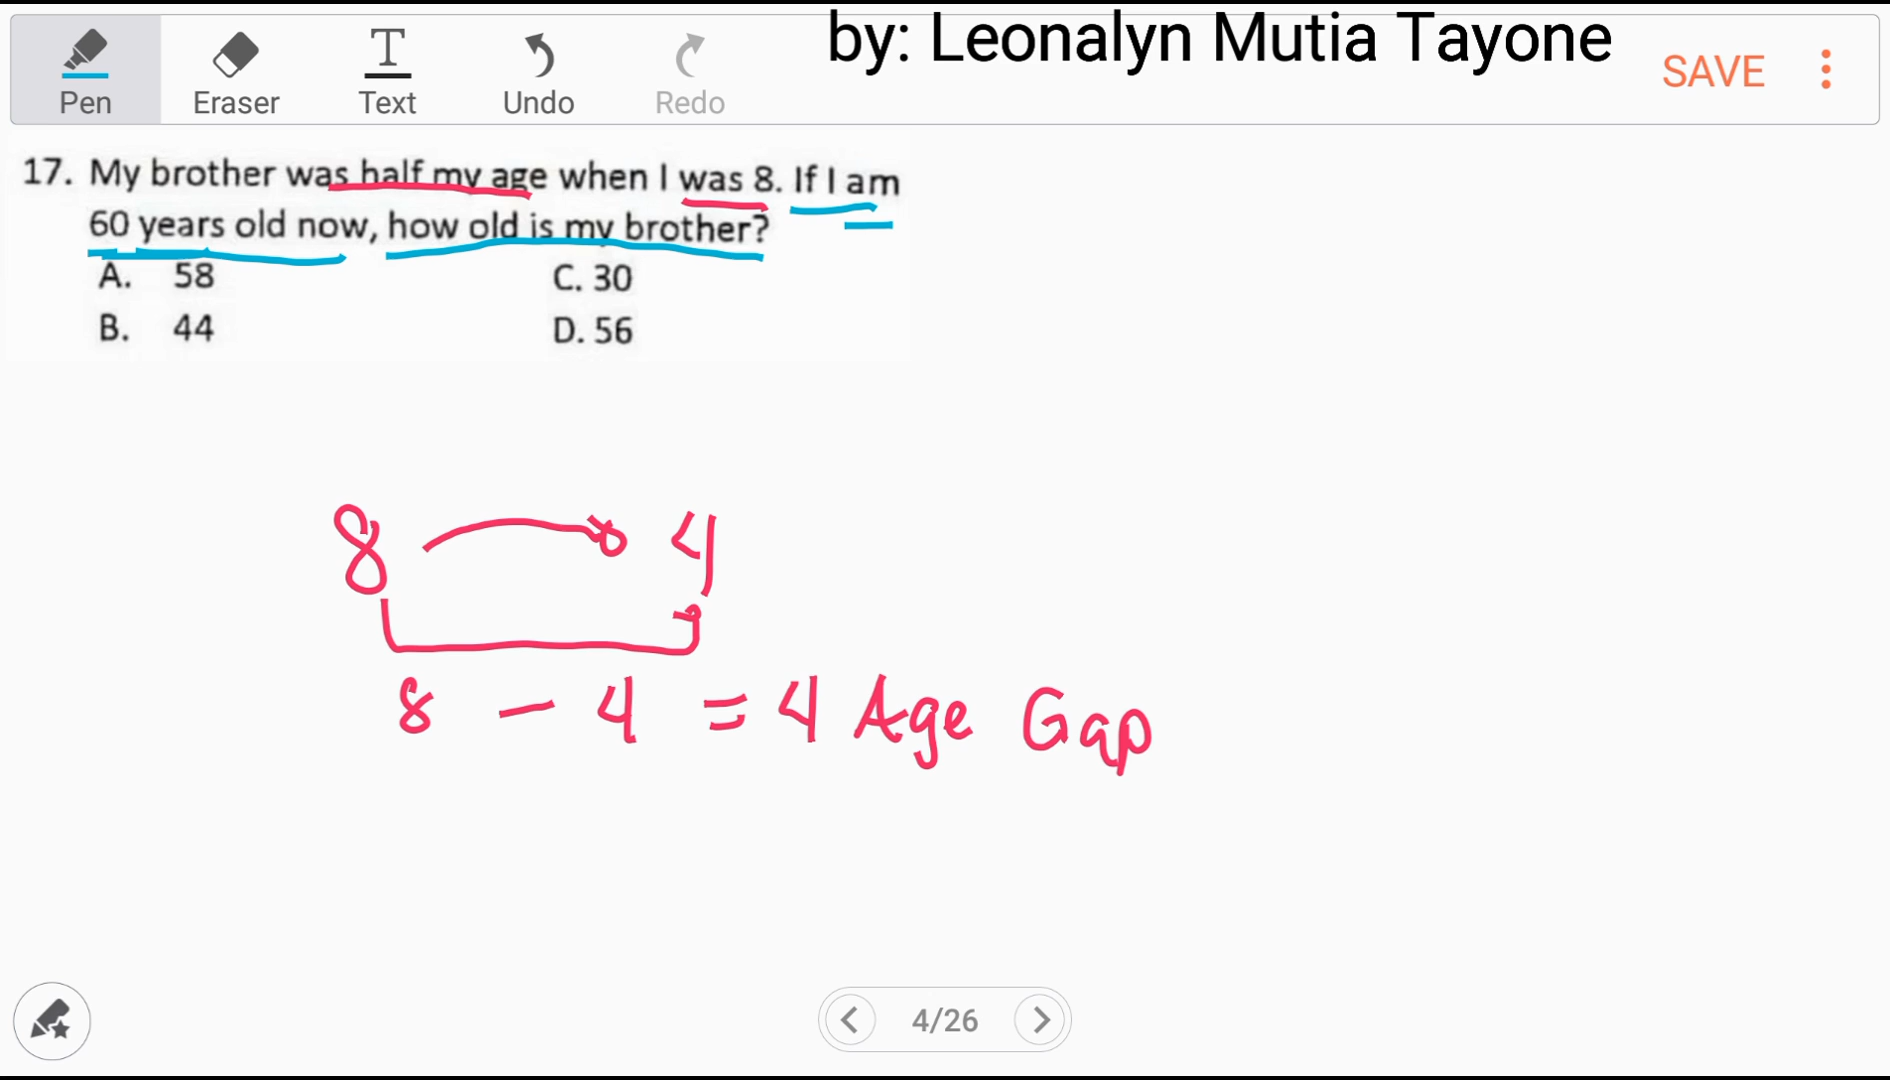 by: Leonalyn Mutia Tayone
Pen Eraser Text Undo Redo SAVE
17. My brother was half my age when I was 8. If I am
60 years old now, how old is my brother?
A. 58 C. 30
B. 44 D. 56
8 4
8 - 4 = 4 Age Gap
4/26